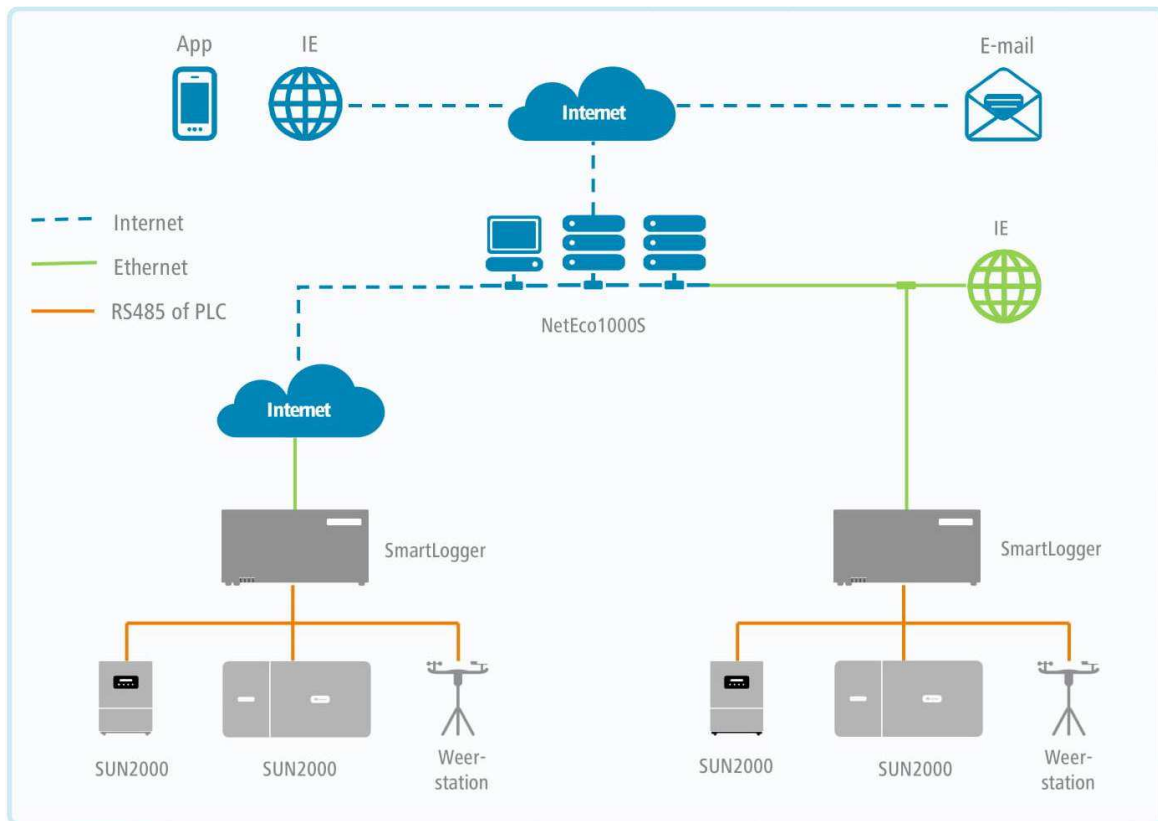 App
IE
E-mail
Internet
Internet
Ethernet
RS485 of PLC
IE
NetEco1000S
Internet
SmartLogger
SmartLogger
SUN2000
SUN2000
Weer-
station
SUN2000
SUN2000
Weer-
station